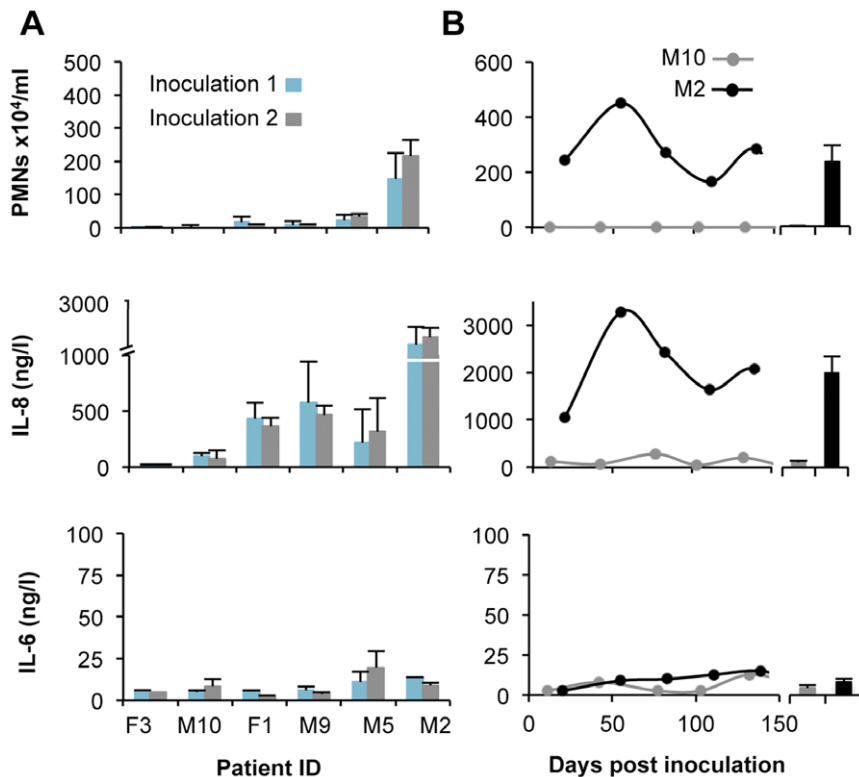 A
Inoculation 1
Inoculation 2
PMNs x10⁴/ml
500
400
300
200
100
0
IL-8 (ng/l)
3000
1000
500
0
IL-6 (ng/l)
100
75
50
25
0
F3 M10 F1 M9 M5 M2
Patient ID
B
M10
M2
600
400
200
0
3000
2000
1000
0
100
75
50
25
0
0 50 100 150
Days post inoculation